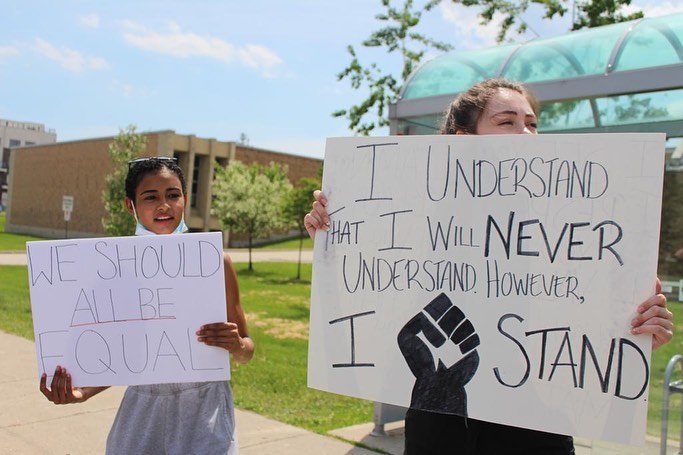 WE SHOULD
ALL BE
EQUAL
I UNDERSTAND
THAT I WILL NEVER
UNDERSTAND. HOWEVER,
I STAND.